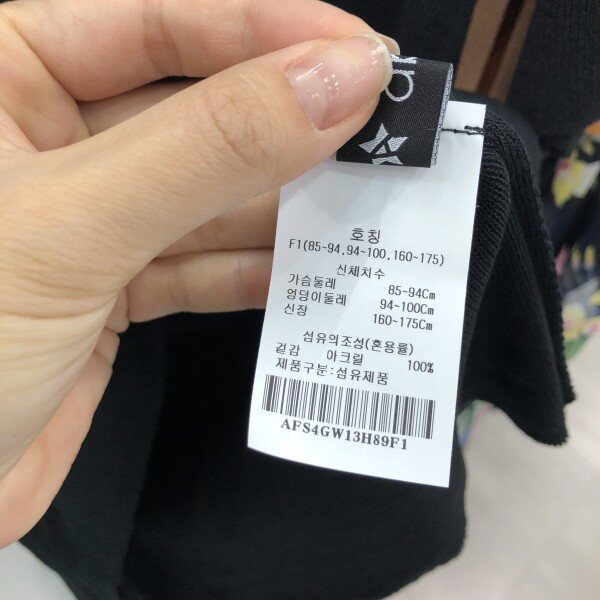 호칭
F1(85~94,94~100,160~175)
신체치수
가슴둘레 85~94Cm
엉덩이둘레 94~100Cm
신장 160~175Cm
섬유의조성(혼용률)
겉감 아크릴 100%
제품구분:섬유제품
AFS4GW13H89F1